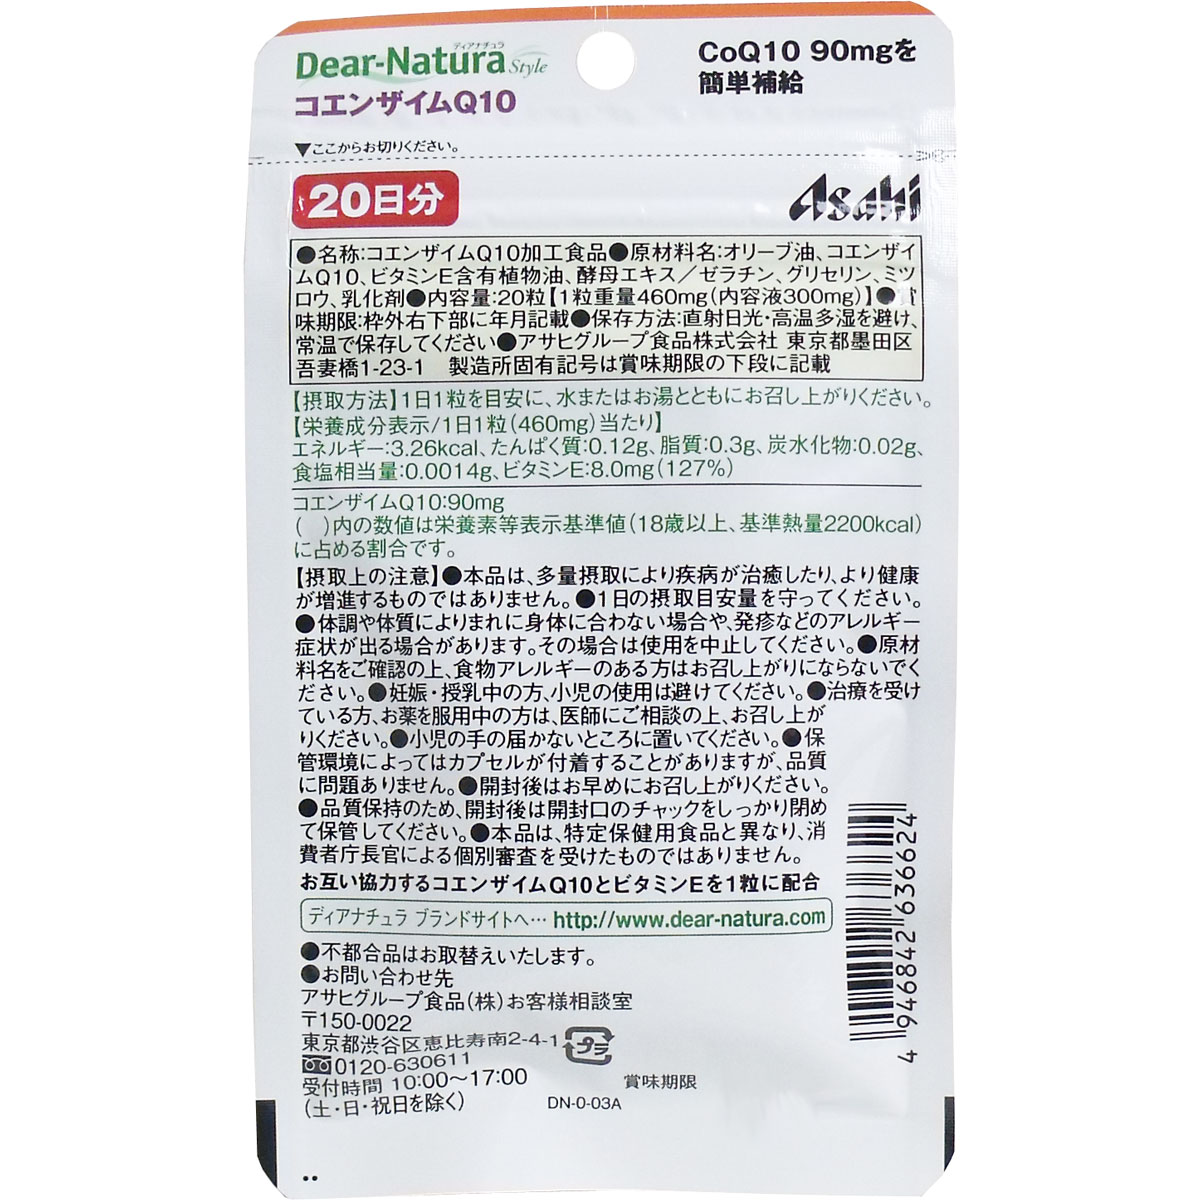 ディアナチュラ
Dear-Natura Style
コエンザイムQ10
CoQ10 90mgを
簡単補給
▼ここからお切りください。
20日分
Asahi
●名称:コエンザイムQ10加工食品●原材料名:オリーブ油、コエンザイ
ムQ10、ビタミンE含有植物油、酵母エキス/ゼラチン、グリセリン、ミツ
ロウ、乳化剤●内容量:20粒【1粒重量460mg(内容液300mg)】●賞
味期限:枠外右下部に年月記載●保存方法:直射日光・高温多湿を避け、
常温で保存してください●アサヒグループ食品株式会社 東京都墨田区
吾妻橋1-23-1 製造所固有記号は賞味期限の下段に記載
【摂取方法】1日1粒を目安に、水またはお湯とともにお召し上がりください。
【栄養成分表示/1日1粒(460mg)当たり】
エネルギー:3.26kcal、たんぱく質:0.12g、脂質:0.3g、炭水化物:0.02g、
食塩相当量:0.0014g、ビタミンE:8.0mg(127%)
コエンザイムQ10:90mg
( )内の数値は栄養素等表示基準値(18歳以上、基準熱量2200kcal)
に占める割合です。
【摂取上の注意】●本品は、多量摂取により疾病が治癒したり、より健康
が増進するものではありません。●1日の摂取目安量を守ってください。
●体調や体質によりまれに身体に合わない場合や、発疹などのアレルギー
症状が出る場合があります。その場合は使用を中止してください。●原材
料名をご確認の上、食物アレルギーのある方はお召し上がりにならないでく
ださい。●妊娠・授乳中の方、小児の使用は避けてください。●治療を受け
ている方、お薬を服用中の方は、医師にご相談の上、お召し上が
りください。●小児の手の届かないところに置いてください。●保
管環境によってはカプセルが付着することがありますが、品質
に問題ありません。●開封後はお早めにお召し上がりください。
●品質保持のため、開封後は開封口のチャックをしっかり閉め
て保管してください。●本品は、特定保健用食品と異なり、消
費者庁長官による個別審査を受けたものではありません。
お互い協力するコエンザイムQ10とビタミンEを1粒に配合
ディアナチュラ ブランドサイトへ… http://www.dear-natura.com
●不都合品はお取替えいたします。
●お問い合わせ先
アサヒグループ食品(株)お客様相談室
〒150-0022
東京都渋谷区恵比寿南2-4-1
0120-630611
受付時間 10:00〜17:00
(土・日・祝日を除く)
プラ
賞味期限
DN-0-03A
4 946842 636624